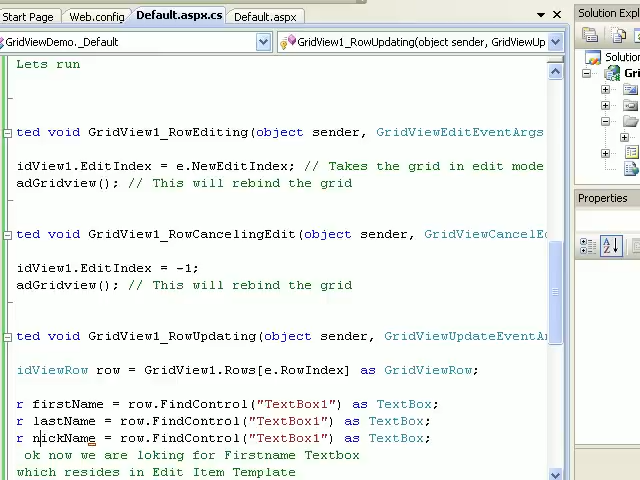 Start Page Web.config Default.aspx.cs Default.aspx Solution Explo
GridViewDemo._Default GridView1_RowUpdating(object sender, GridViewUp
Lets run
Solution
Gri
ted void GridView1_RowEditing(object sender, GridViewEditEventArgs
idView1.EditIndex = e.NewEditIndex; // Takes the grid in edit mode
adGridview(); // This will rebind the grid
Properties
ted void GridView1_RowCancelingEdit(object sender, GridViewCancelEd
idView1.EditIndex = -1;
adGridview(); // This will rebind the grid
ted void GridView1_RowUpdating(object sender, GridViewUpdateEventAr
idViewRow row = GridView1.Rows[e.RowIndex] as GridViewRow;
r firstName = row.FindControl("TextBox1") as TextBox;
r lastName = row.FindControl("TextBox1") as TextBox;
r nickName = row.FindControl("TextBox1") as TextBox;
ok now we are loking for Firstname Textbox
which resides in Edit Item Template